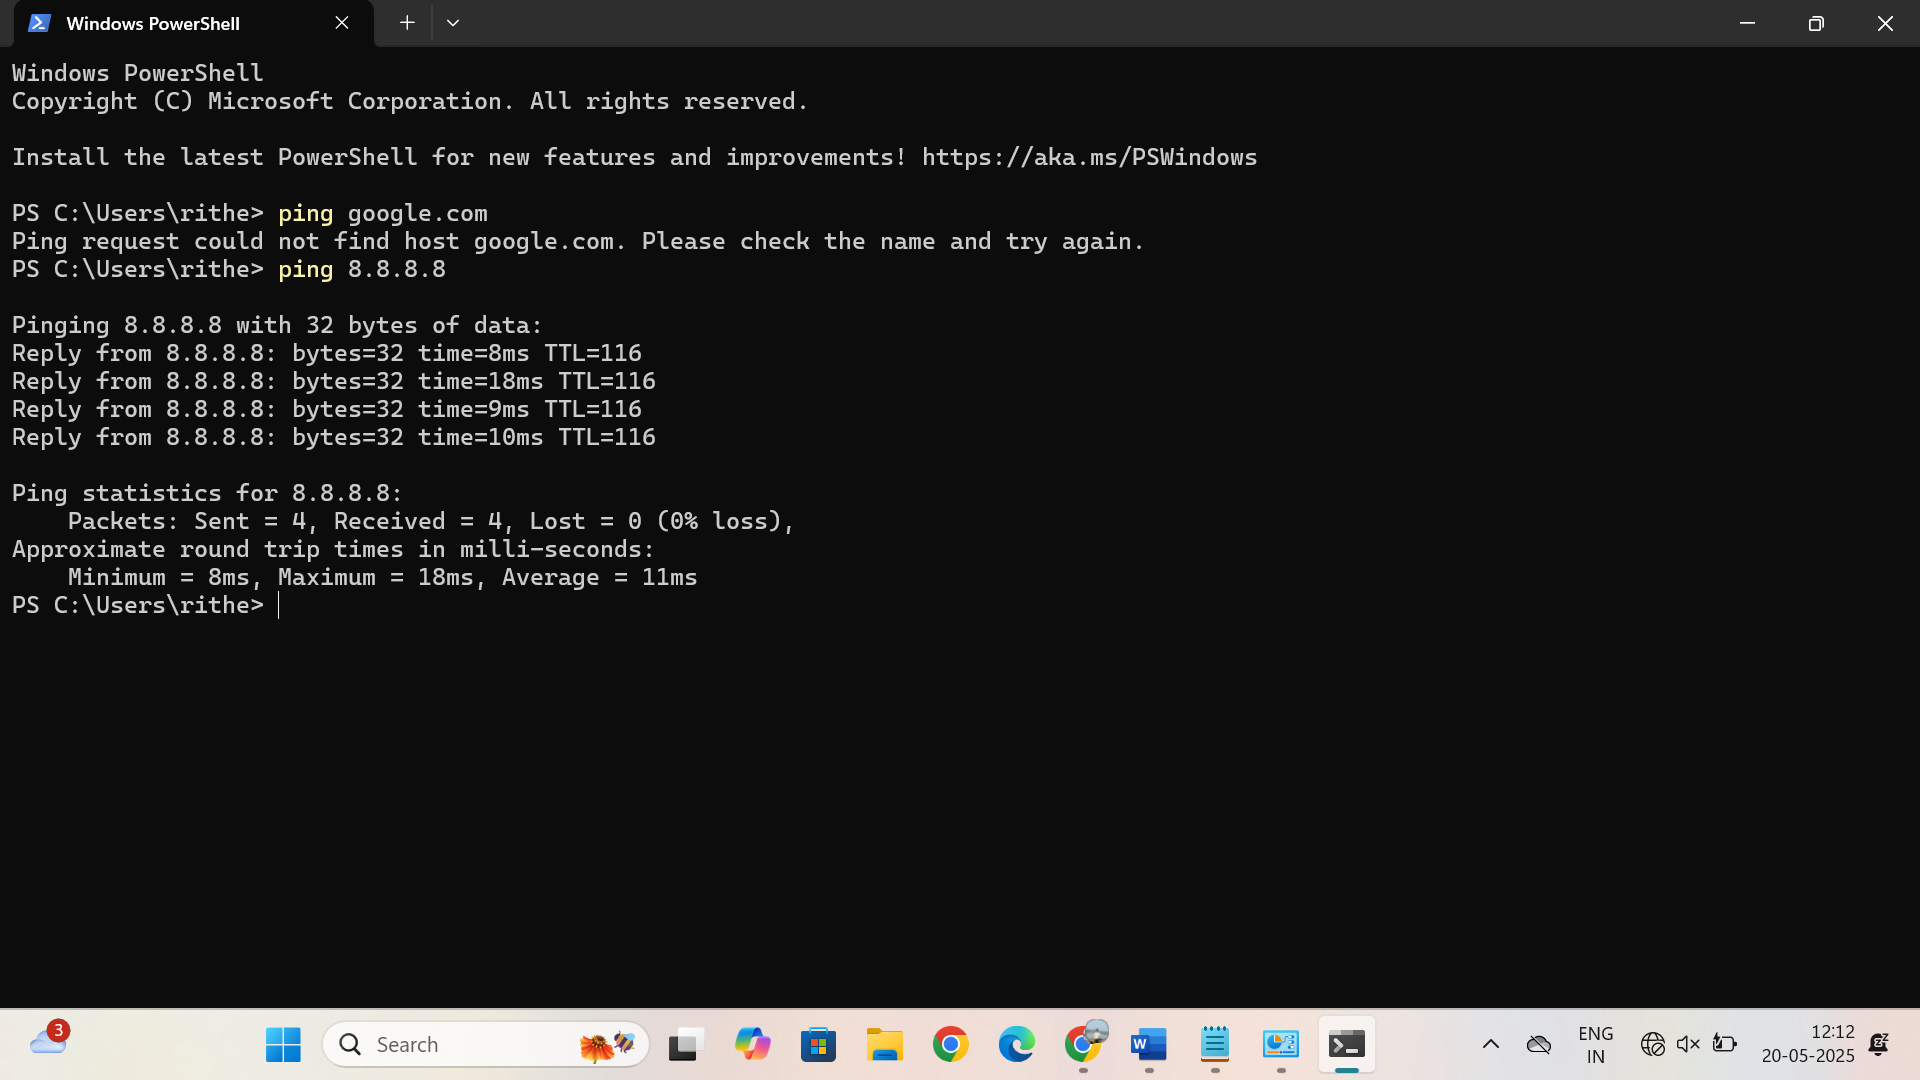 Windows PowerShell
Windows PowerShell
Copyright (C) Microsoft Corporation. All rights reserved.
Install the latest PowerShell for new features and improvements! https://aka.ms/PSWindows
PS C:\Users\rithe> ping google.com
Ping request could not find host google.com. Please check the name and try again.
PS C:\Users\rithe> ping 8.8.8.8
Pinging 8.8.8.8 with 32 bytes of data:
Reply from 8.8.8.8: bytes=32 time=8ms TTL=116
Reply from 8.8.8.8: bytes=32 time=18ms TTL=116
Reply from 8.8.8.8: bytes=32 time=9ms TTL=116
Reply from 8.8.8.8: bytes=32 time=10ms TTL=116
Ping statistics for 8.8.8.8:
    Packets: Sent = 4, Received = 4, Lost = 0 (0% loss),
Approximate round trip times in milli-seconds:
    Minimum = 8ms, Maximum = 18ms, Average = 11ms
PS C:\Users\rithe>
3
Search
W
ENG
IN
12:12
20-05-2025